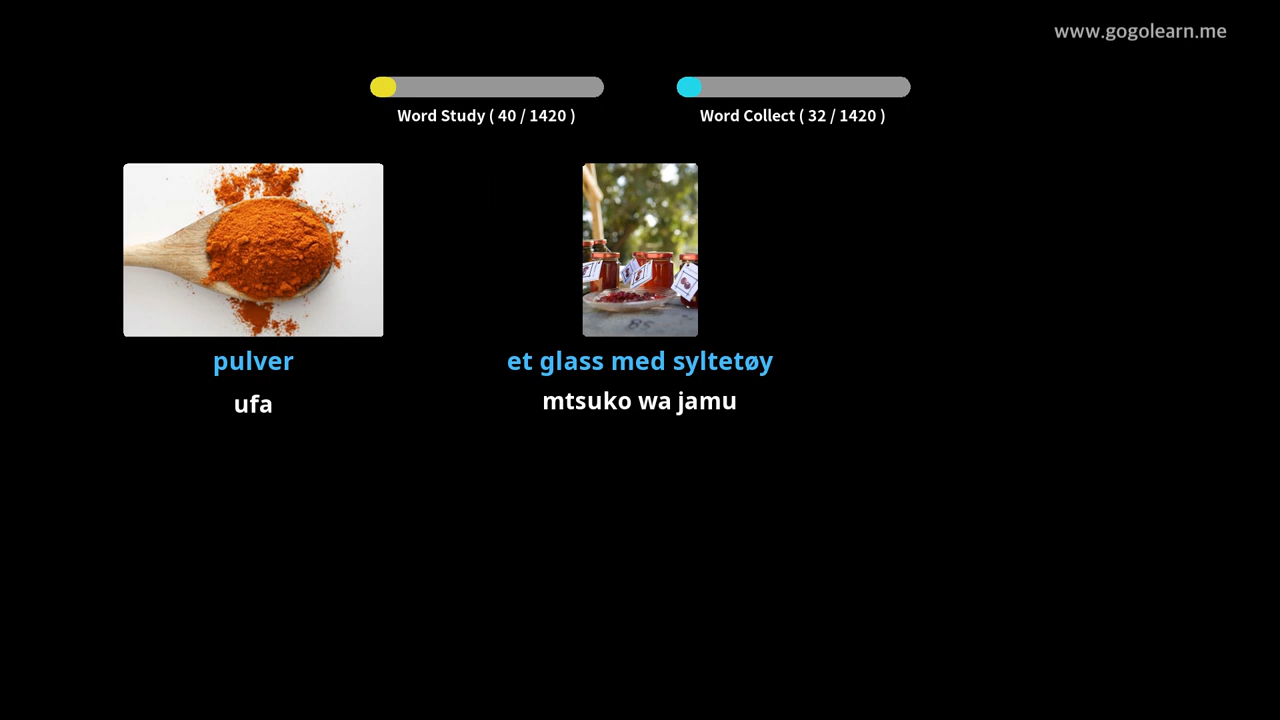 www.gogolearn.me
Word Study ( 40 / 1420 )
Word Collect ( 32 / 1420 )
pulver
ufa
et glass med syltetøy
mtsuko wa jamu